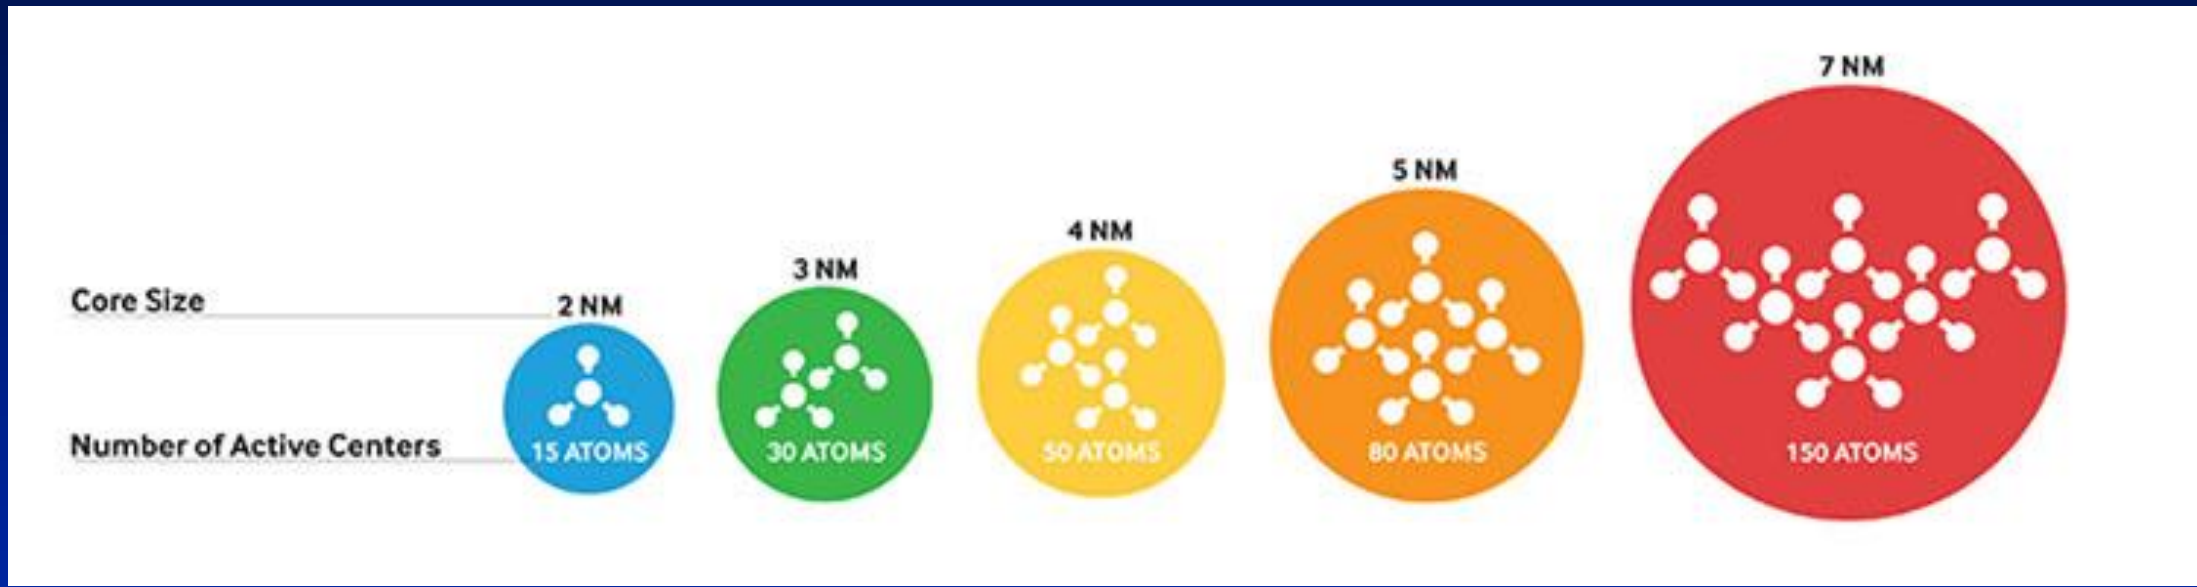 7 NM
5 NM
4 NM
3 NM
Core Size
2 NM
Number of Active Centers
15 ATOMS
30 ATOMS
50 ATOMS
80 ATOMS
150 ATOMS